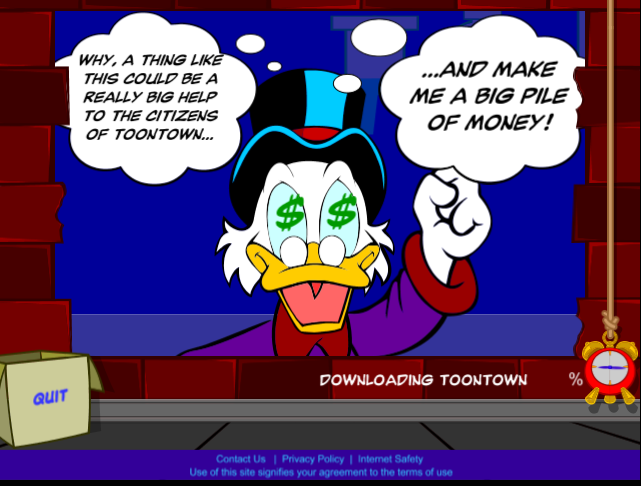 WHY, A THING LIKE
THIS COULD BE A
REALLY BIG HELP
TO THE CITIZENS
OF TOONTOWN...
...AND MAKE
ME A BIG PILE
OF MONEY!
$ $
DOWNLOADING TOONTOWN %
QUIT
Contact Us | Privacy Policy | Internet Safety
Use of this site signifies your agreement to the terms of use